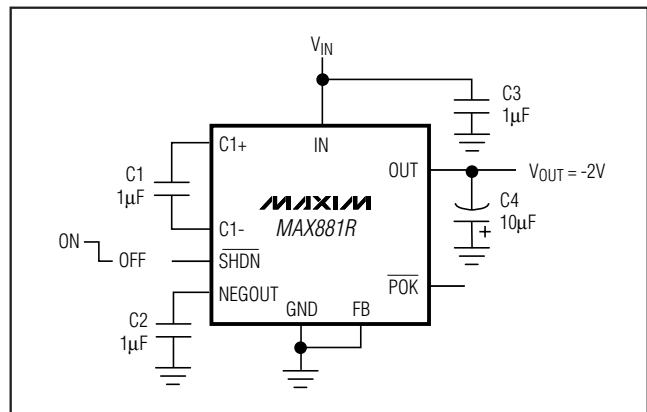 VIN
C3
1µF
C1+
IN
OUT
VOUT = -2V
C1
1µF
MAXIM
MAX881R
C4
10µF
+
C1-
ON
OFF
SHDN
POK
NEGOUT
GND
FB
C2
1µF